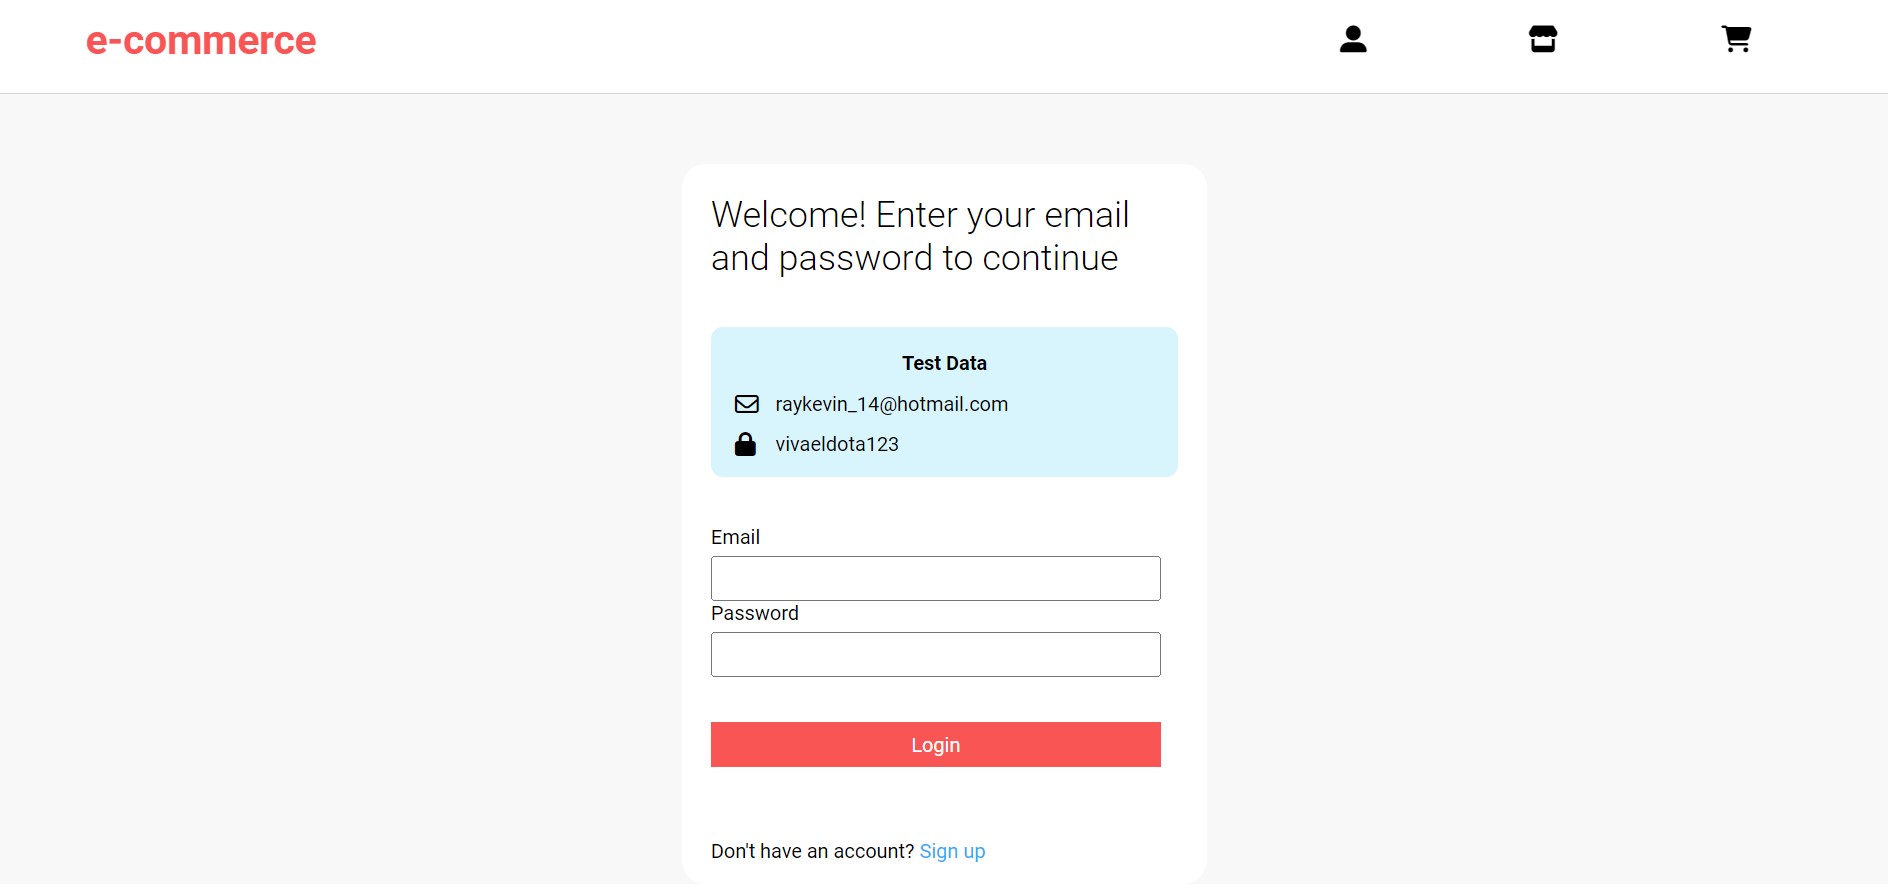 e-commerce
Welcome! Enter your email
and password to continue
Test Data
raykevin_14@hotmail.com
vivaeldota123
Email
Password
Login
Don't have an account? Sign up